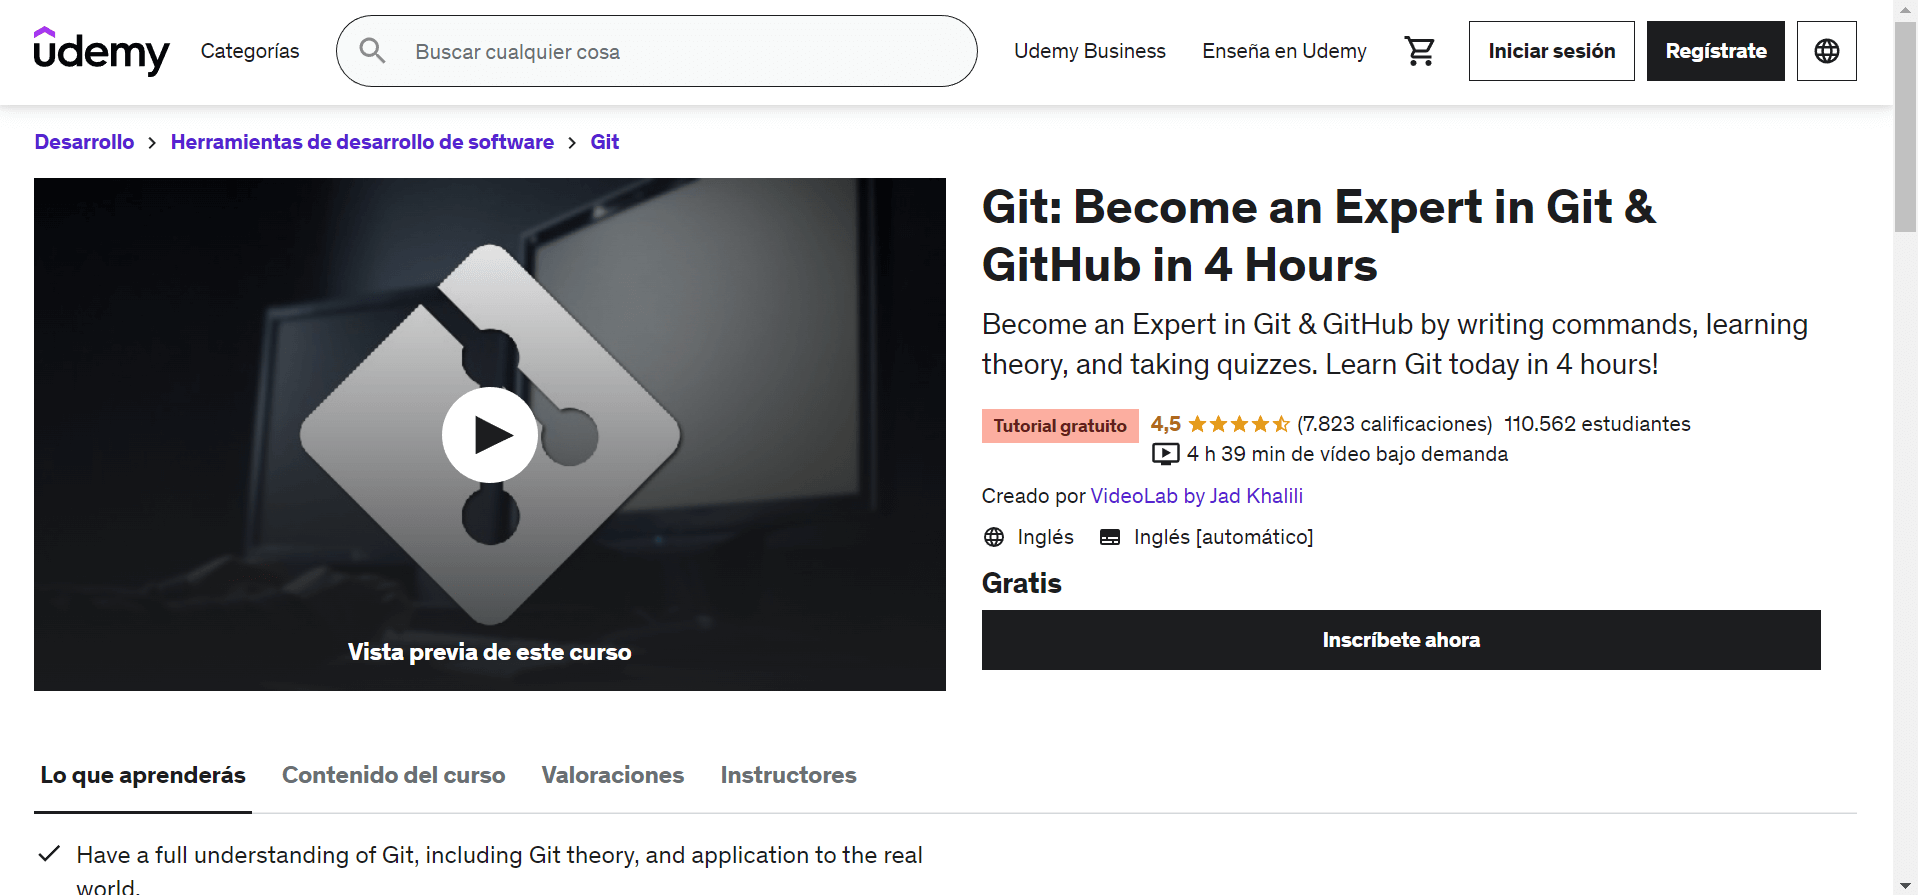 udemy
Categorías
Buscar cualquier cosa
Udemy Business
Enseña en Udemy
Iniciar sesión
Regístrate
Desarrollo > Herramientas de desarrollo de software > Git
Vista previa de este curso
Git: Become an Expert in Git &
GitHub in 4 Hours
Become an Expert in Git & GitHub by writing commands, learning
theory, and taking quizzes. Learn Git today in 4 hours!
Tutorial gratuito 4,5 (7.823 calificaciones) 110.562 estudiantes
4 h 39 min de vídeo bajo demanda
Creado por VideoLab by Jad Khalili
Inglés Inglés [automático]
Gratis
Inscríbete ahora
Lo que aprenderás
Contenido del curso
Valoraciones
Instructores
Have a full understanding of Git, including Git theory, and application to the real
world.